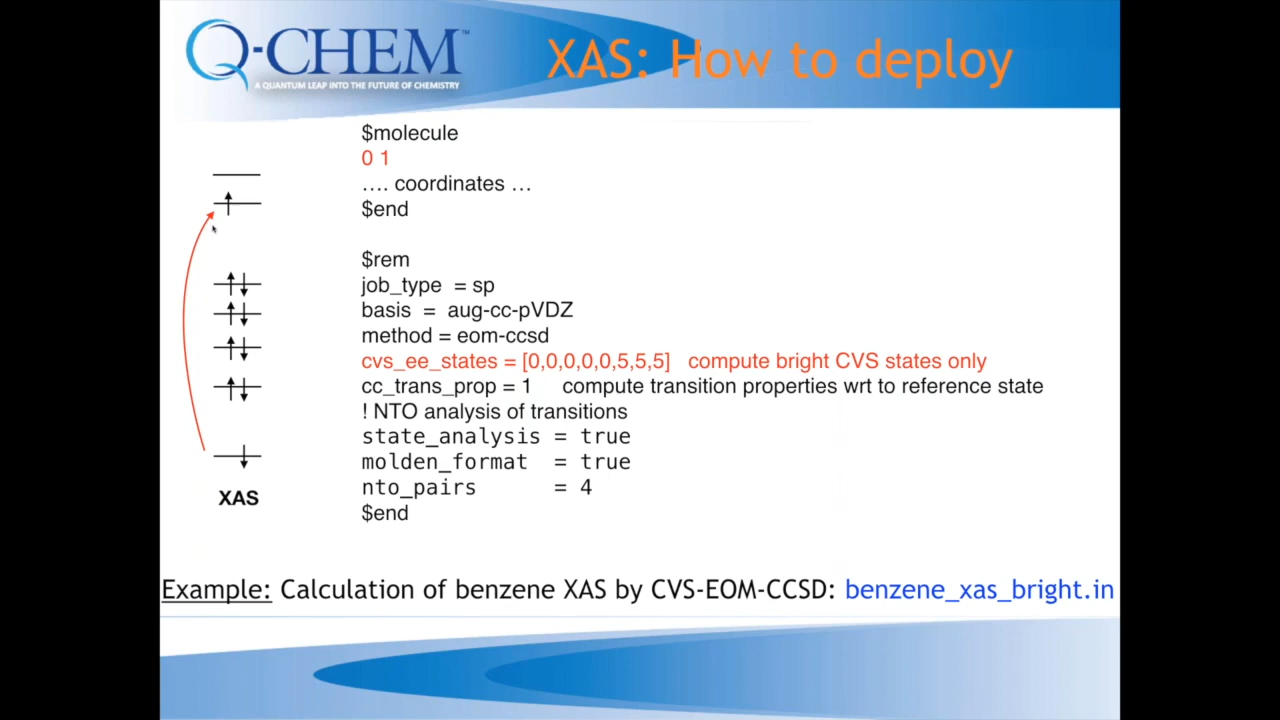 Q-CHEM™
A QUANTUM LEAP INTO THE FUTURE OF CHEMISTRY
XAS: How to deploy
$molecule
0 1
…. coordinates …
$end
$rem
job_type = sp
basis = aug-cc-pVDZ
method = eom-ccsd
cvs_ee_states = [0,0,0,0,0,5,5,5] compute bright CVS states only
cc_trans_prop = 1 compute transition properties wrt to reference state
! NTO analysis of transitions
state_analysis = true
molden_format = true
nto_pairs = 4
$end
XAS
Example: Calculation of benzene XAS by CVS-EOM-CCSD: benzene_xas_bright.in